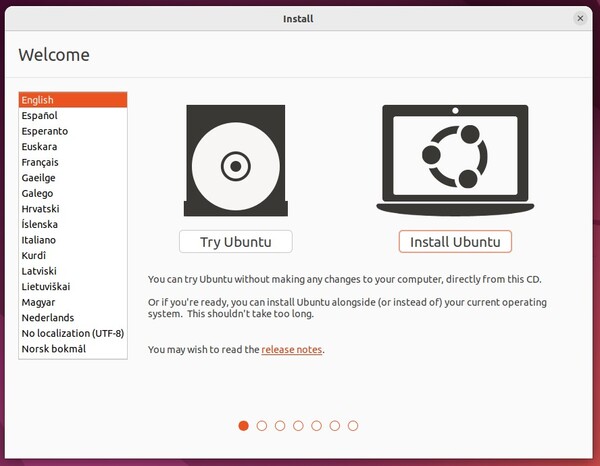 Install
Welcome
English
Español
Esperanto
Euskara
Français
Gaeilge
Galego
Hrvatski
Íslenska
Italiano
Kurdî
Latviski
Lietuviškai
Magyar
Nederlands
No localization (UTF-8)
Norsk bokmål
Try Ubuntu
Install Ubuntu
You can try Ubuntu without making any changes to your computer, directly from this CD.
Or if you're ready, you can install Ubuntu alongside (or instead of) your current operating
system. This shouldn't take too long.
You may wish to read the release notes.